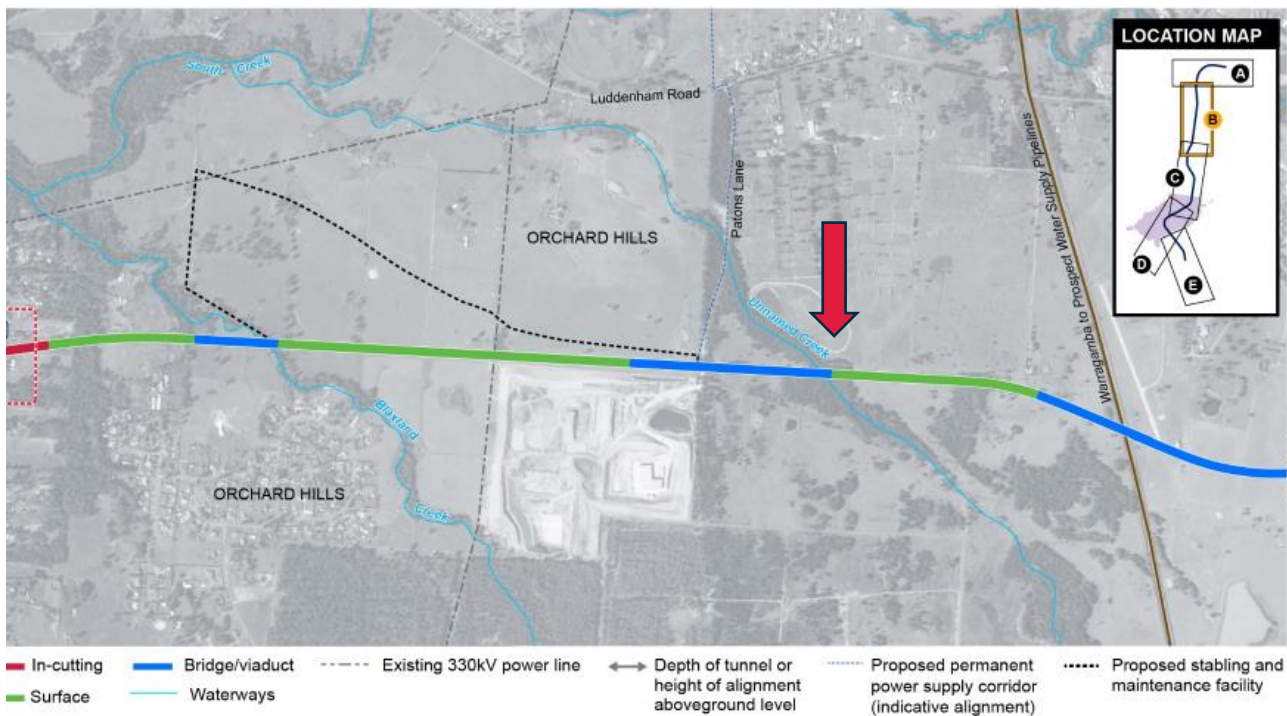 LOCATION MAP
A
B
C
D
E
South Creek
Luddenham Road
ORCHARD HILLS
Patons Lane
Unnamed Creek
Warragamba to Prospect Water Supply Pipelines
Blaxland
Creek
ORCHARD HILLS
In-cutting
Surface
Bridge/viaduct
Waterways
Existing 330kV power line
Depth of tunnel or
height of alignment
aboveground level
Proposed permanent
power supply corridor
(indicative alignment)
Proposed stabling and
maintenance facility